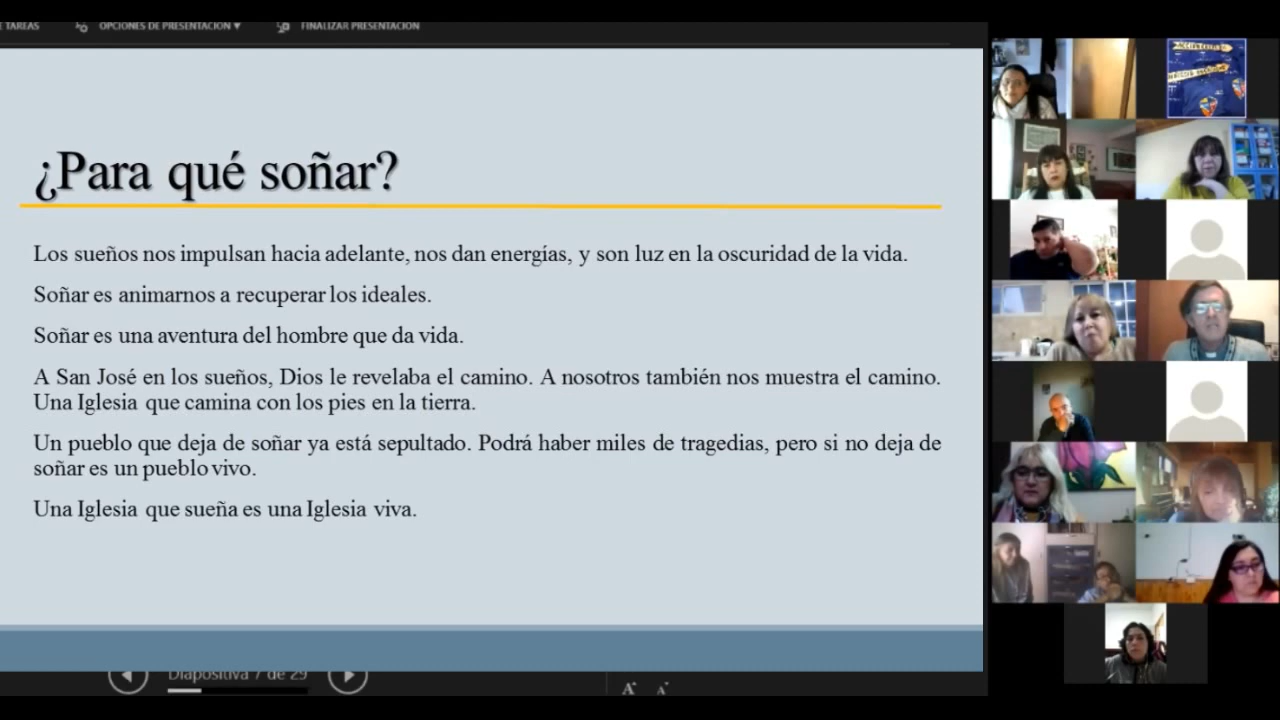 E TAREAS OPCIONES DE PRESENTACIÓN ▼ FINALIZAR PRESENTACIÓN
¿Para qué soñar?
Los sueños nos impulsan hacia adelante, nos dan energías, y son luz en la oscuridad de la vida.
Soñar es animarnos a recuperar los ideales.
Soñar es una aventura del hombre que da vida.
A San José en los sueños, Dios le revelaba el camino. A nosotros también nos muestra el camino.
Una Iglesia que camina con los pies en la tierra.
Un pueblo que deja de soñar ya está sepultado. Podrá haber miles de tragedias, pero si no deja de
soñar es un pueblo vivo.
Una Iglesia que sueña es una Iglesia viva.
Diapositiva 7 de 29
A A